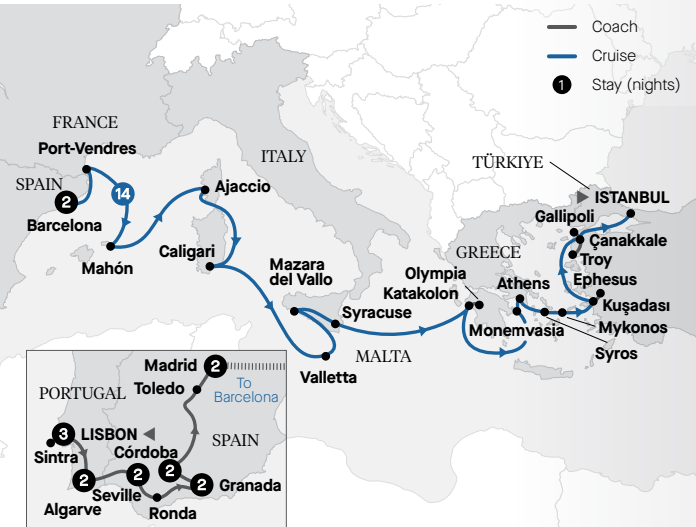 Coach
Cruise
1 Stay (nights)
FRANCE
Port-Vendres
SPAIN
2
Barcelona
14
Mahón
Ajaccio
ITALY
Caligari
Mazara
del Vallo
Syracuse
Valletta
MALTA
TÜRKIYE
ISTANBUL
Gallipoli
Çanakkale
Troy
GREECE
Olympia
Katakolon
Athens
Ephesus
Kuşadası
Monemvasia
Mykonos
Syros
Madrid 2
Toledo
To
Barcelona
PORTUGAL
3 LISBON
Sintra
SPAIN
Córdoba
2
2
2
2 Granada
Seville
Algarve
Ronda